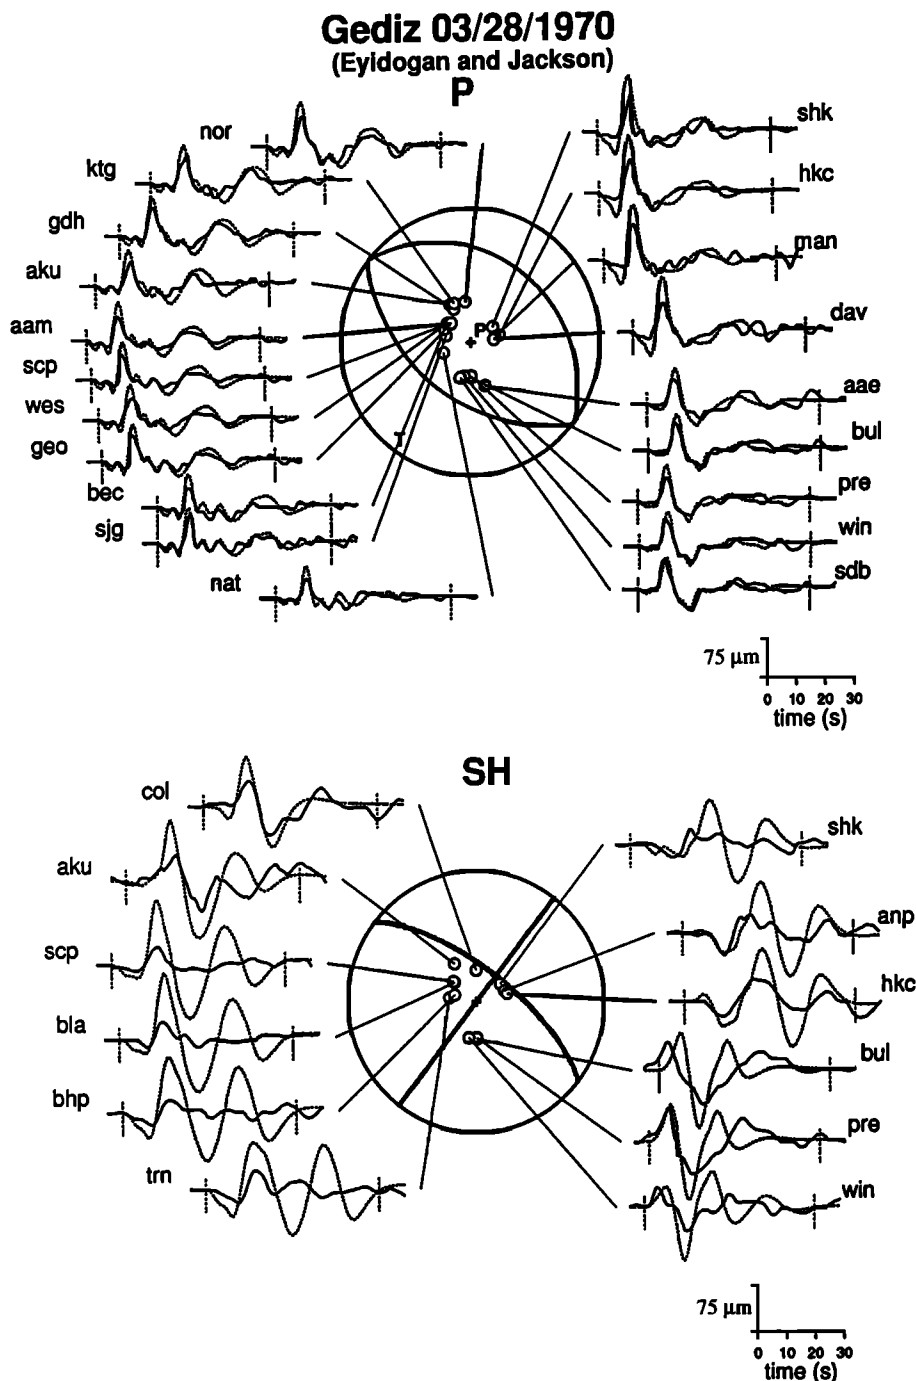 Gediz 03/28/1970
(Eyidogan and Jackson)
P
nor
ktg
gdh
aku
aam
scp
wes
geo
bec
sjg
nat
shk
hkc
man
dav
aae
bul
pre
win
sdb
P
T
75 μm
0 10 20 30
time (s)
SH
col
aku
scp
bla
bhp
trn
shk
anp
hkc
bul
pre
win
75 μm
0 10 20 30
time (s)